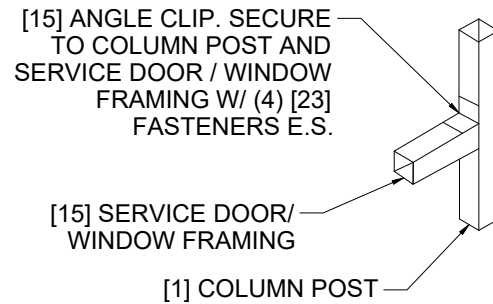 [15] ANGLE CLIP. SECURE
TO COLUMN POST AND
SERVICE DOOR / WINDOW
FRAMING W/ (4) [23]
FASTENERS E.S.
[15] SERVICE DOOR/
WINDOW FRAMING
[1] COLUMN POST